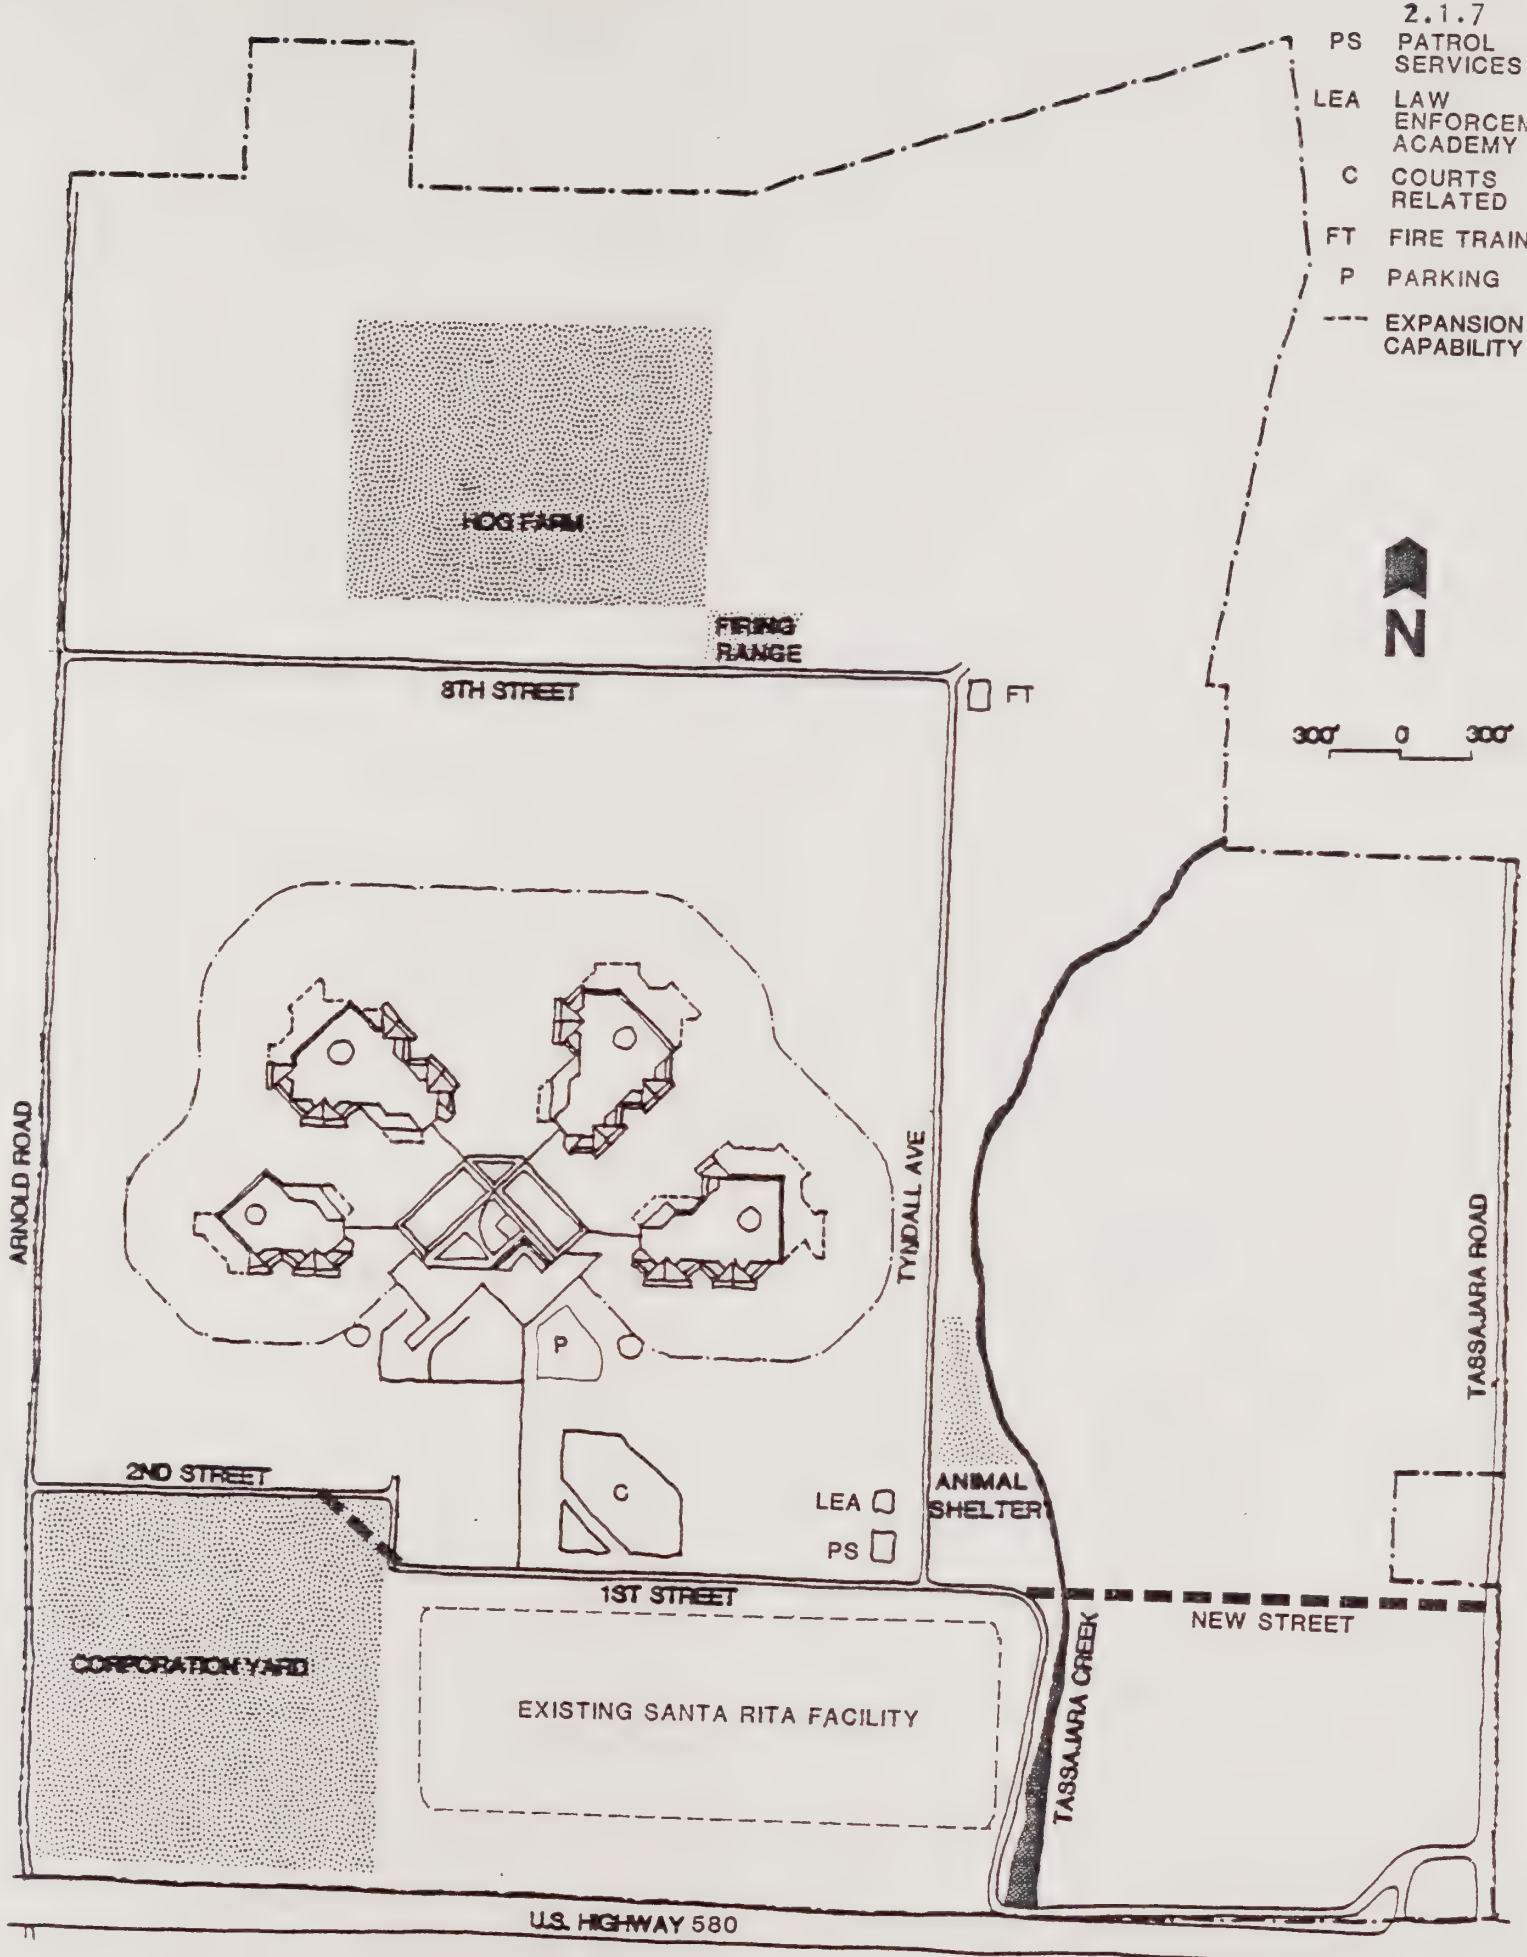 2.1.7
PS PATROL
SERVICES
LEA LAW
ENFORCEM
ACADEMY
C COURTS
RELATED
FT FIRE TRAIN
P PARKING
--- EXPANSION
CAPABILITY
HOG FARM
FIRING
RANGE
N
8TH STREET
FT
300' 0 300'
ARNOLD ROAD
TYNDALL AVE
TASSAJARA ROAD
P
2ND STREET
C
LEA
PS
ANIMAL
SHELTER
1ST STREET
NEW STREET
CORPORATION YARD
EXISTING SANTA RITA FACILITY
TASSAJARA CREEK
U.S. HIGHWAY 580